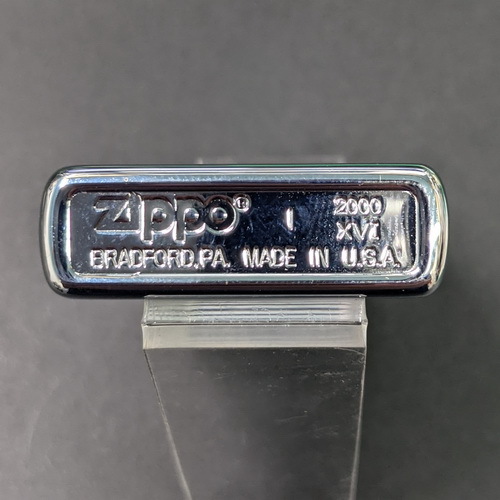 Zippo® I 2000
XVI
BRADFORD,PA. MADE IN U.S.A.